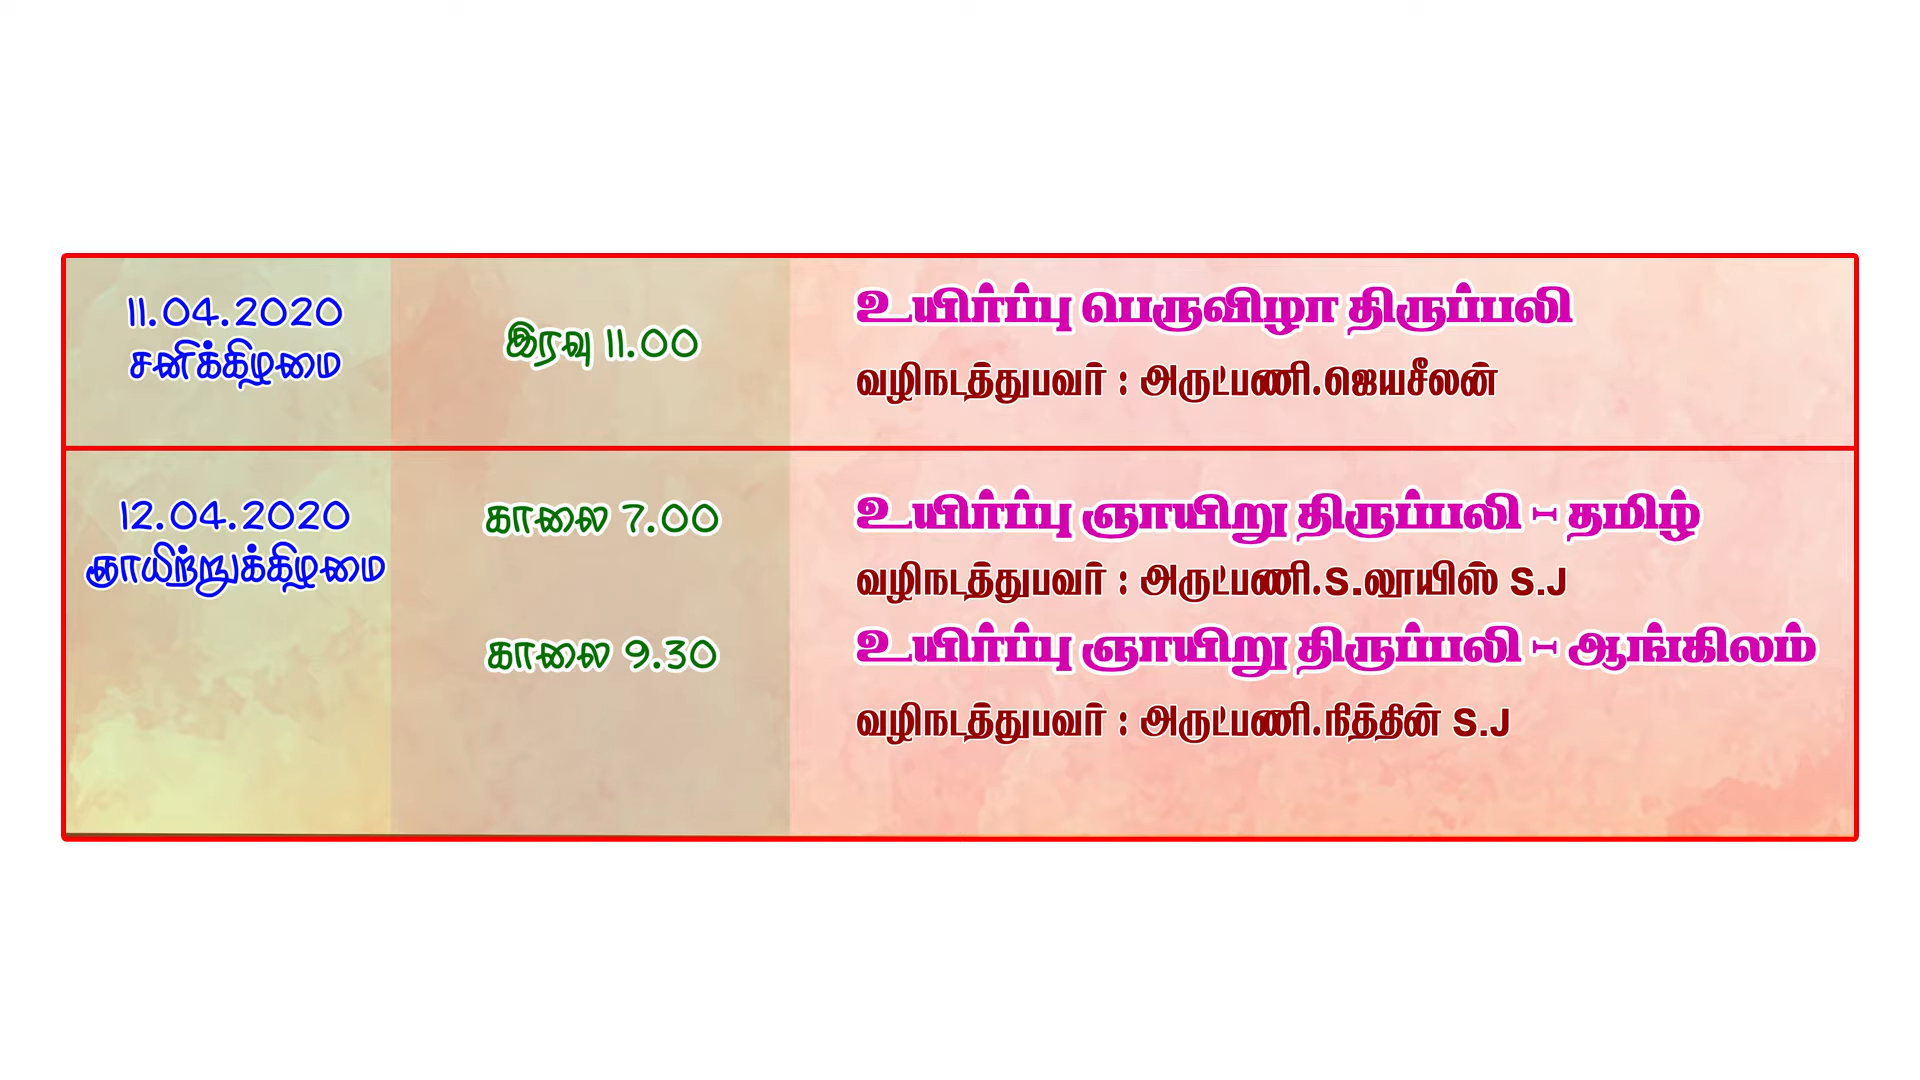 11.04.2020
சனிக்கிழமை
இரவு 11.00
உயிர்ப்பு பெருவிழா திருப்பலி
வழிநடத்துபவர் : அருட்பணி.ஜெயசீலன்
12.04.2020
ஞாயிற்றுக்கிழமை
காலை 7.00
உயிர்ப்பு ஞாயிறு திருப்பலி - தமிழ்
வழிநடத்துபவர் : அருட்பணி.S.லூயிஸ் S.J
காலை 9.30
உயிர்ப்பு ஞாயிறு திருப்பலி - ஆங்கிலம்
வழிநடத்துபவர் : அருட்பணி.நித்தின் S.J